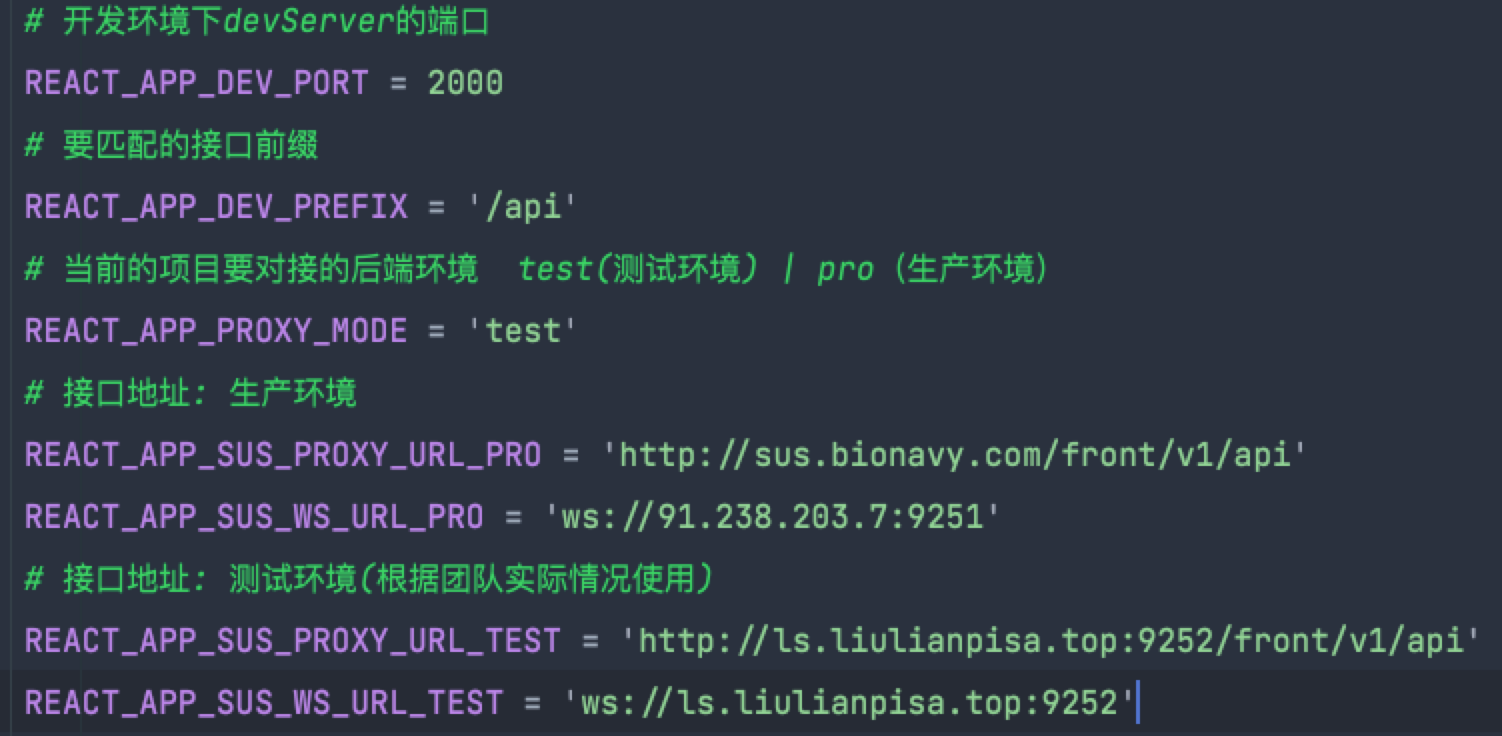 # 开发环境下devServer的端口
REACT_APP_DEV_PORT = 2000
# 要匹配的接口前缀
REACT_APP_DEV_PREFIX = '/api'
# 当前的项目要对接的后端环境  test(测试环境) | pro（生产环境）
REACT_APP_PROXY_MODE = 'test'
# 接口地址: 生产环境
REACT_APP_SUS_PROXY_URL_PRO = 'http://sus.bionavy.com/front/v1/api'
REACT_APP_SUS_WS_URL_PRO = 'ws://91.238.203.7:9251'
# 接口地址: 测试环境(根据团队实际情况使用)
REACT_APP_SUS_PROXY_URL_TEST = 'http://ls.liulianpisa.top:9252/front/v1/api'
REACT_APP_SUS_WS_URL_TEST = 'ws://ls.liulianpisa.top:9252'